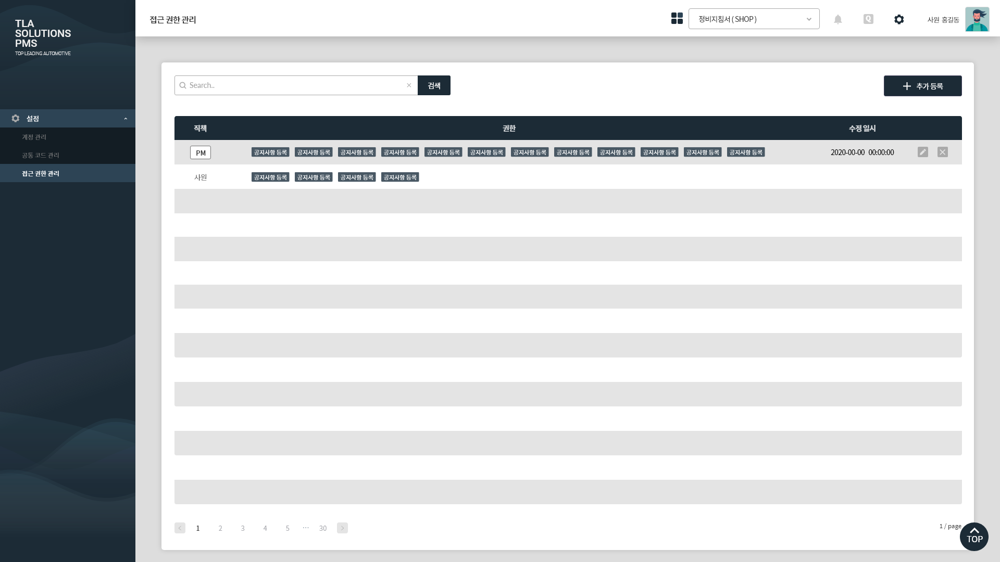 TLA
SOLUTIONS
PMS
TOP LEADING AUTOMOTIVE
설정
계정 관리
공통 코드 관리
접근 권한 관리
접근 권한 관리
정비지침서 ( SHOP )
Q
사원 홍길동
Search..
검색
추가 등록
직책 권한 수정 일시
PM 공지사항 등록 공지사항 등록 공지사항 등록 공지사항 등록 공지사항 등록 공지사항 등록 공지사항 등록 공지사항 등록 공지사항 등록 공지사항 등록 공지사항 등록 공지사항 등록 2020-00-00 00:00:00
사원 공지사항 등록 공지사항 등록 공지사항 등록 공지사항 등록
1 2 3 4 5 ··· 30
1 / page
TOP